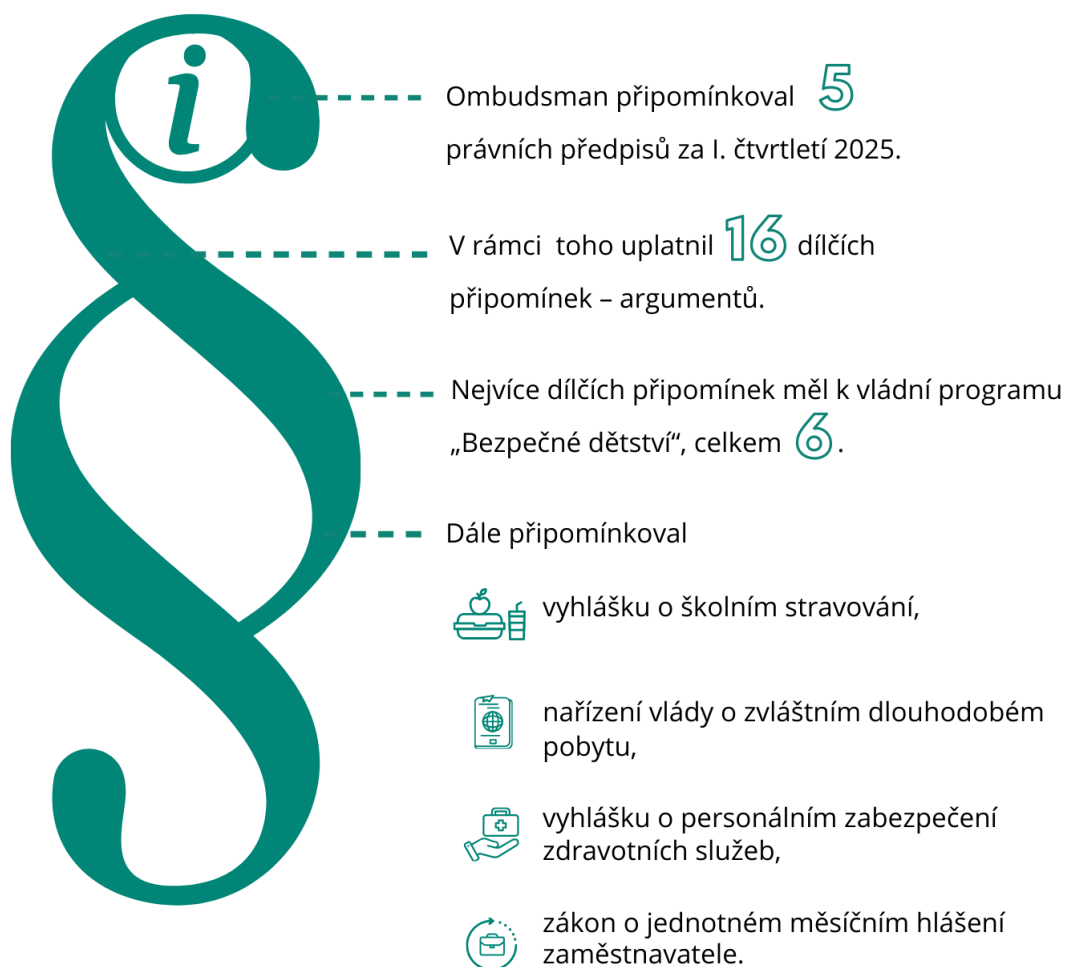 i
Ombudsman připomínkoval 5
právních předpisů za I. čtvrtletí 2025.
V rámci toho uplatnil 16 dílčích
připomínek – argumentů.
Nejvíce dílčích připomínek měl k vládní programu
„Bezpečné dětství“, celkem 6.
Dále připomínkoval
vyhlášku o školním stravování,
nařízení vlády o zvláštním dlouhodobém
pobytu,
vyhlášku o personálním zabezpečení
zdravotních služeb,
zákon o jednotném měsíčním hlášení
zaměstnavatele.